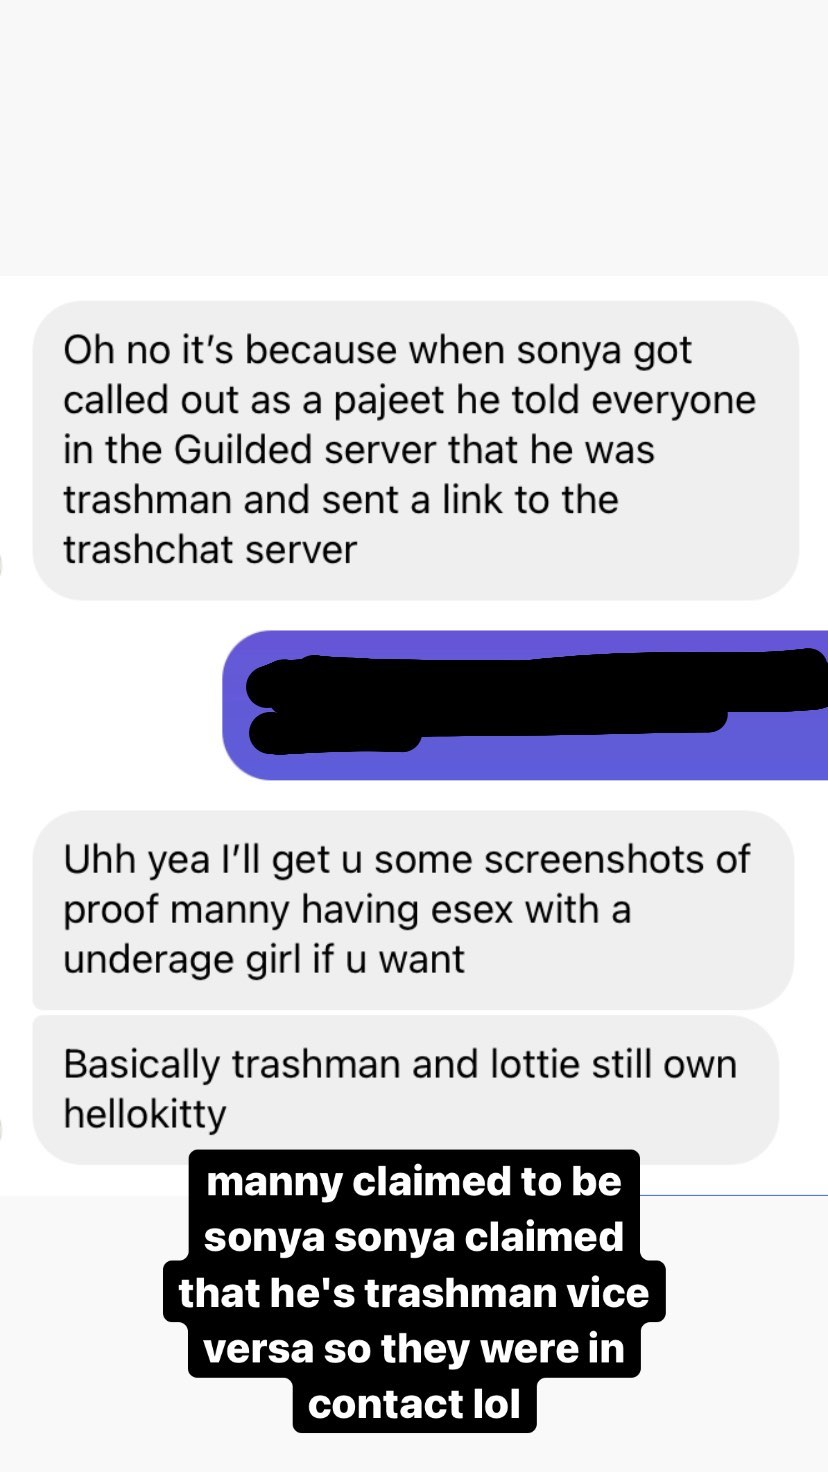 Oh no it’s because when sonya got
called out as a pajeet he told everyone
in the Guilded server that he was
trashman and sent a link to the
trashchat server
Uhh yea I’ll get u some screenshots of
proof manny having esex with a
underage girl if u want
Basically trashman and lottie still own
hellokitty
manny claimed to be
sonya sonya claimed
that he's trashman vice
versa so they were in
contact lol